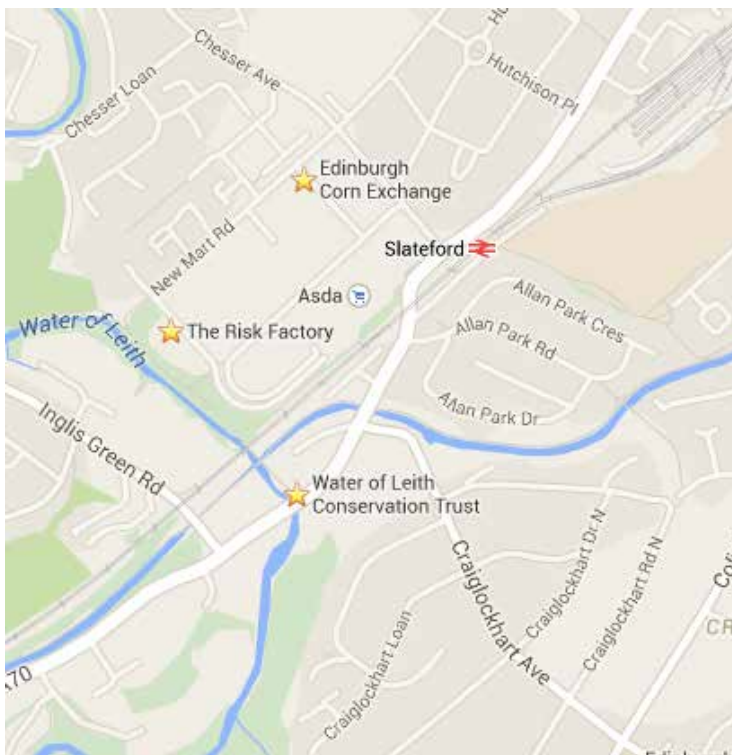 Chesser Ave
Chesser Loan
Hutchison Pl
Edinburgh
Corn Exchange
New Mart Rd
Slateford
Asda
Allan Park Cres
Water of Leith
The Risk Factory
Allan Park Rd
Allan Park Dr
Inglis Green Rd
Water of Leith
Conservation Trust
Craiglockhart Dr N
Craiglockhart Rd N
Craiglockhart Ave
Craiglockhart Loan
CR
A70